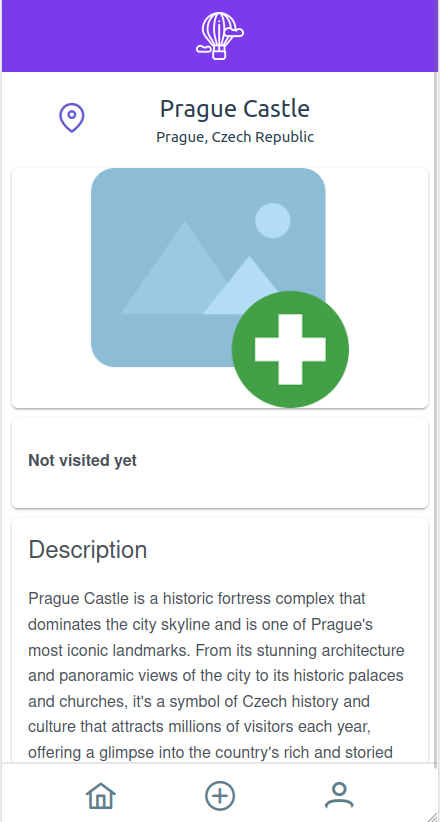 Prague Castle
Prague, Czech Republic
Not visited yet
Description
Prague Castle is a historic fortress complex that
dominates the city skyline and is one of Prague's
most iconic landmarks. From its stunning architecture
and panoramic views of the city to its historic palaces
and churches, it's a symbol of Czech history and
culture that attracts millions of visitors each year,
offering a glimpse into the country's rich and storied